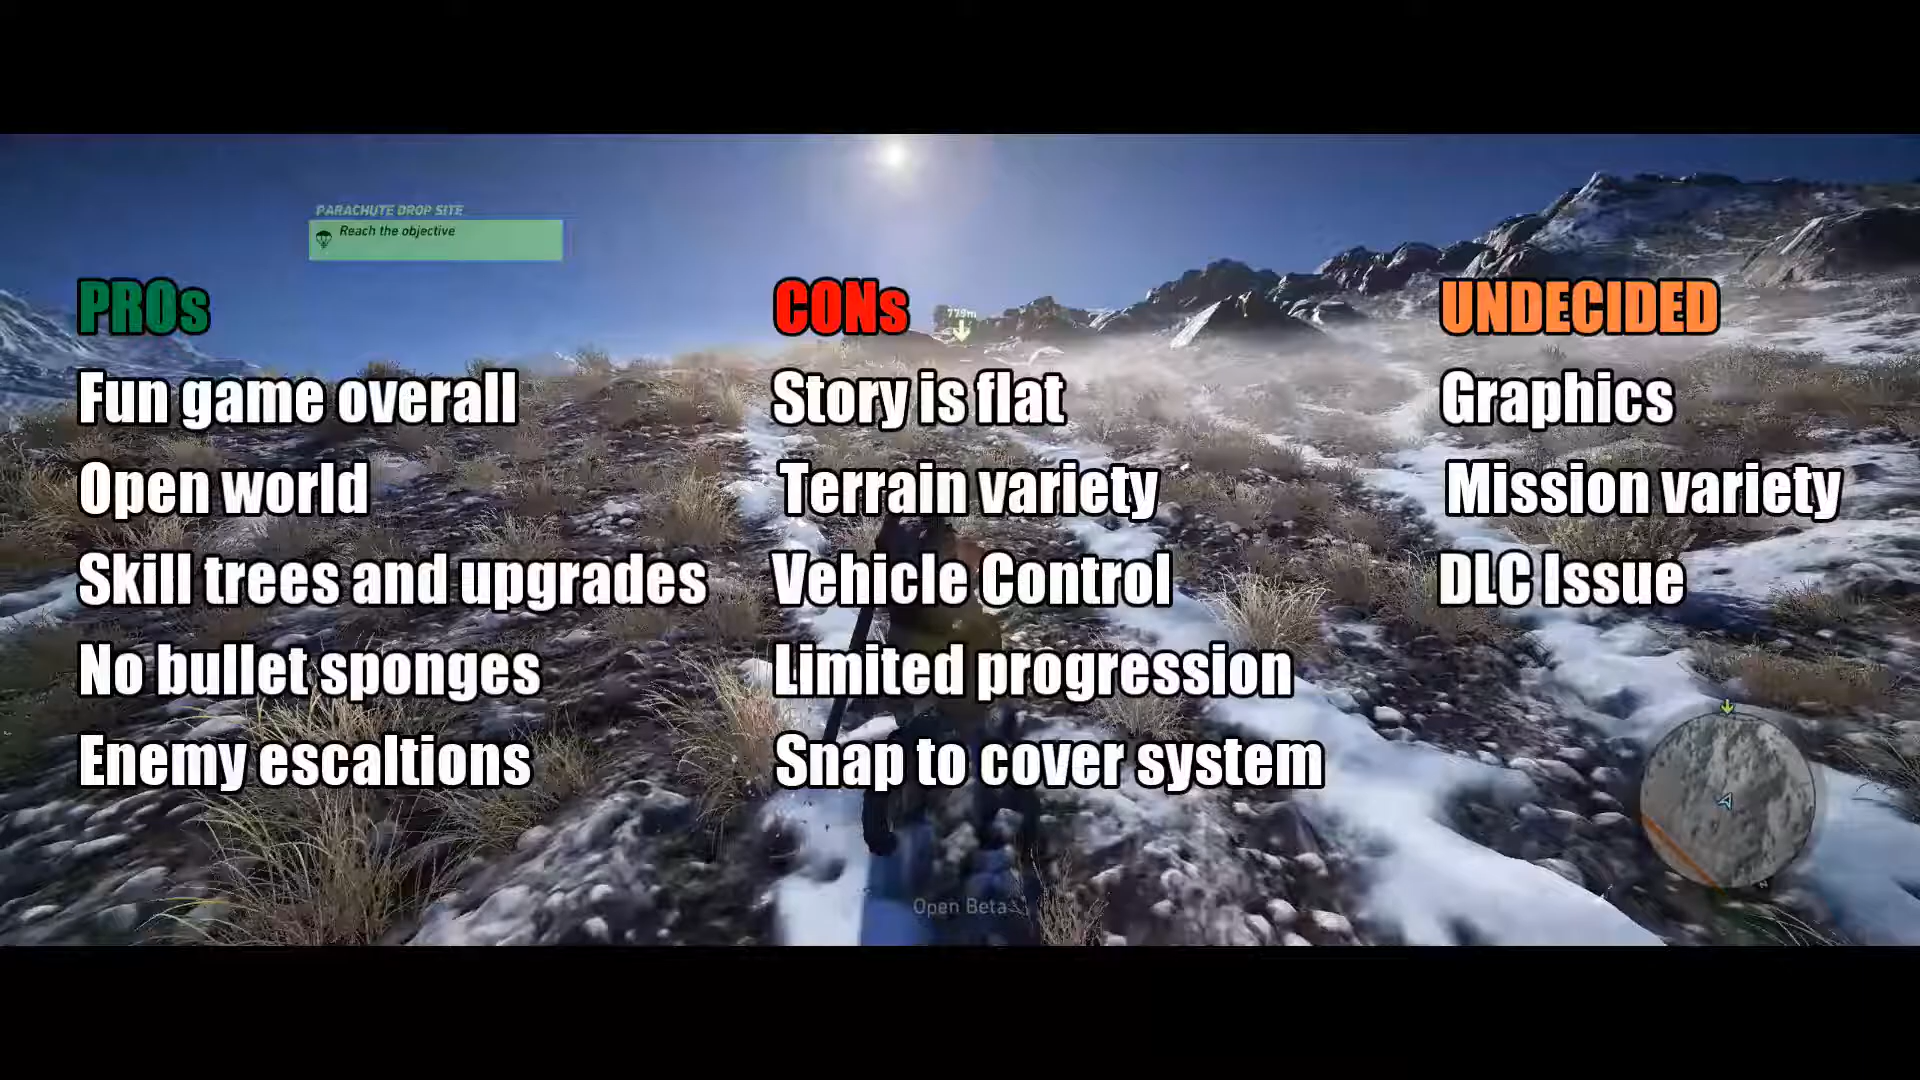 PARACHUTE DROP SITE
Reach the objective
PROs
Fun game overall
Open world
Skill trees and upgrades
No bullet sponges
Enemy escaltions
CONs
779m
Story is flat
Terrain variety
Vehicle Control
Limited progression
Snap to cover system
UNDECIDED
Graphics
Mission variety
DLC Issue
N
Open Beta